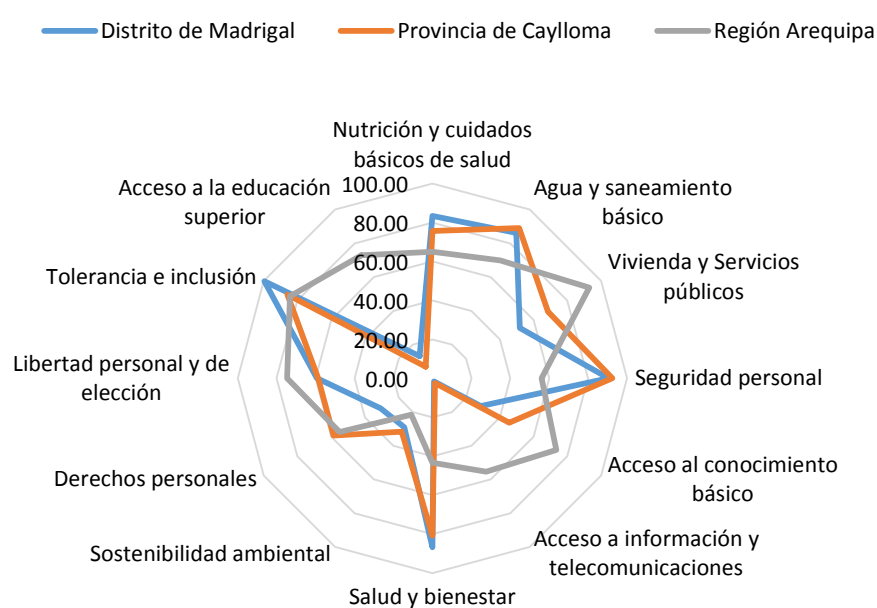 Distrito de Madrigal
Provincia de Caylloma
Región Arequipa
Nutrición y cuidados
básicos de salud
Agua y saneamiento
básico
Vivienda y Servicios
públicos
Seguridad personal
Acceso al conocimiento
básico
Acceso a información y
telecomunicaciones
Salud y bienestar
Sostenibilidad ambiental
Derechos personales
Libertad personal y de
elección
Tolerancia e inclusión
Acceso a la educación
superior
100.00
80.00
60.00
40.00
20.00
0.00